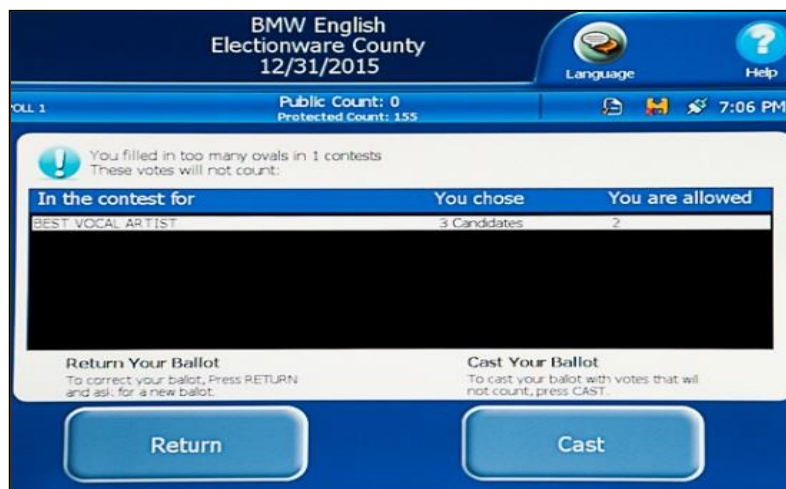 BMW English
Electionware County
12/31/2015
Language
Help
OLL 1
Public Count: 0
Protected Count: 155
7:06 PM
You filled in too many ovals in 1 contests
These votes will not count:
In the contest for You chose You are allowed
BEST VOCAL ARTIST 3 Candidates 2
Return Your Ballot
To correct your ballot, Press RETURN
and ask for a new ballot.
Cast Your Ballot
To cast your ballot with votes that will
not count, press CAST.
Return
Cast